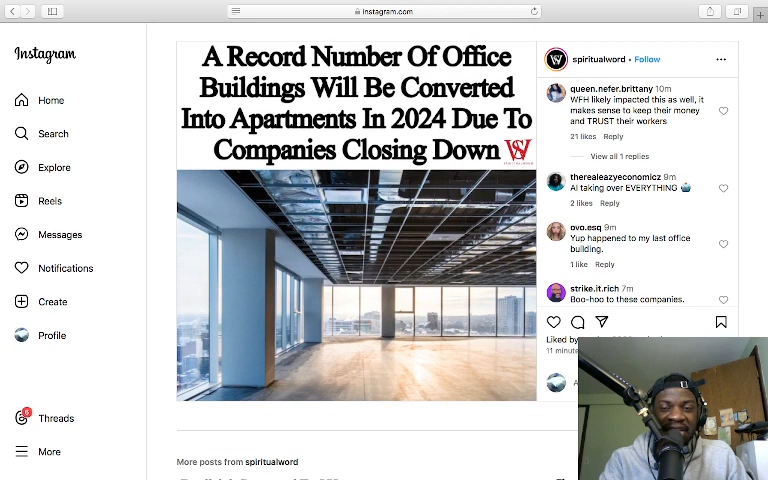 instagram.com
Instagram
Home
Search
Explore
Reels
Messages
Notifications
Create
Profile
6
Threads
More
A Record Number Of Office
Buildings Will Be Converted
Into Apartments In 2024 Due To
Companies Closing Down
spiritualword • Follow
queen.nefer.brittany 10m
WFH likely impacted this as well, it
makes sense to keep their money
and TRUST their workers
21 likes Reply
View all 1 replies
therealeazyeconomicz 9m
AI taking over EVERYTHING
2 likes Reply
ovo.esq 9m
Yup happened to my last office
building.
1 like Reply
strike.it.rich 7m
Boo-hoo to these companies.
Liked by
11 minute
More posts from spiritualword